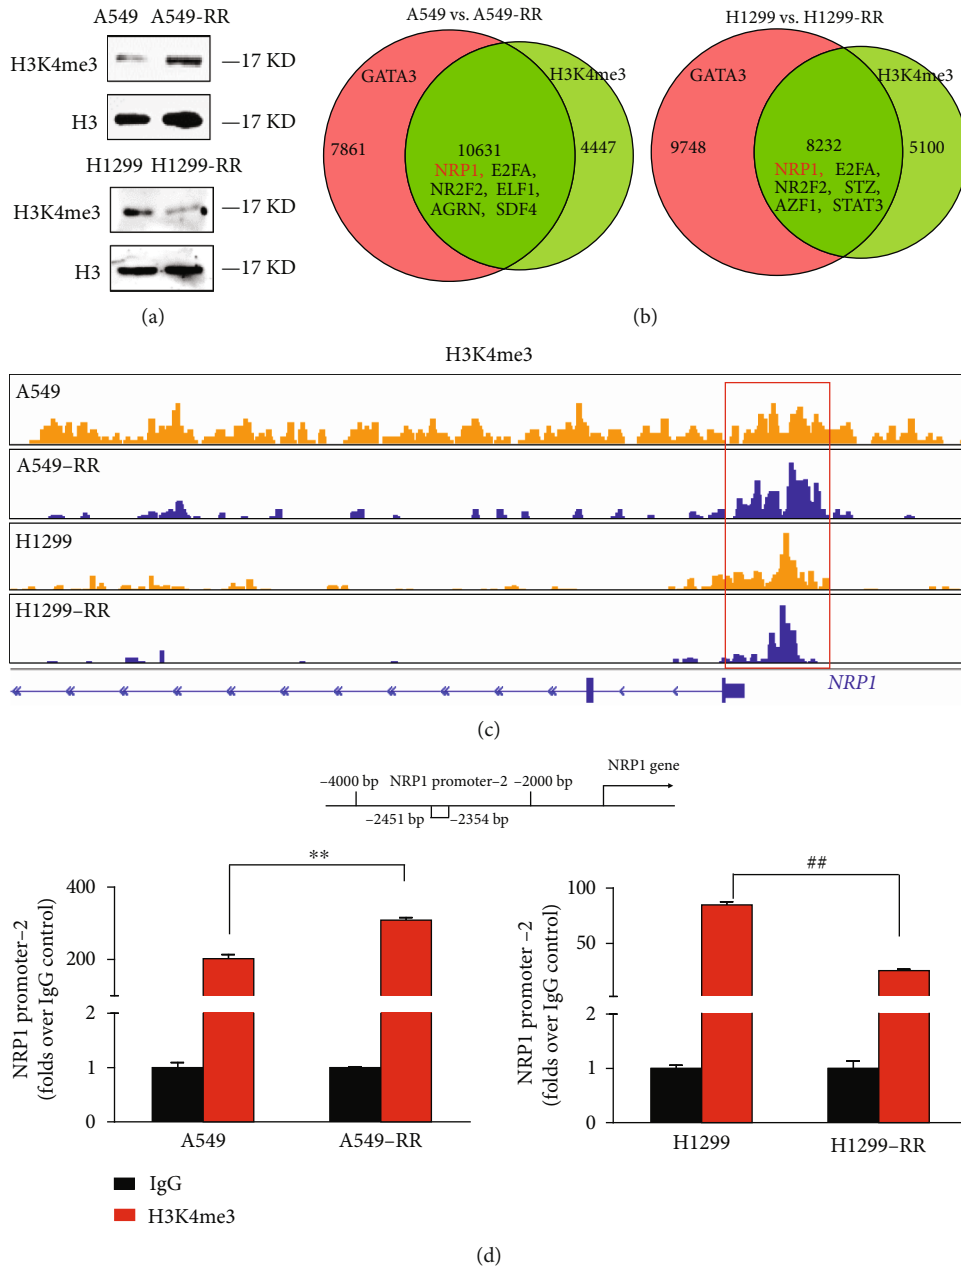 A549 A549-RR
H3K4me3 —17 KD
H3 —17 KD
H1299 H1299-RR
H3K4me3 —17 KD
H3 —17 KD
(a)
A549 vs. A549-RR
GATA3 H3K4me3
7861 10631 4447
NRP1, E2FA,
NR2F2, ELF1,
AGRN, SDF4
H1299 vs. H1299-RR
GATA3 H3K4me3
9748 8232 5100
NRP1, E2FA,
NR2F2, STZ,
AZF1, STAT3
(b)
H3K4me3
A549
A549–RR
H1299
H1299–RR
NRP1
(c)
NRP1 gene
–4000 bp NRP1 promoter–2 –2000 bp
–2451 bp –2354 bp
NRP1 promoter–2
(folds over IgG control)
400
200
2
1
0
**
A549 A549–RR
NRP1 promoter –2
(folds over IgG control)
100
50
2
1
0
##
H1299 H1299–RR
IgG
H3K4me3
(d)